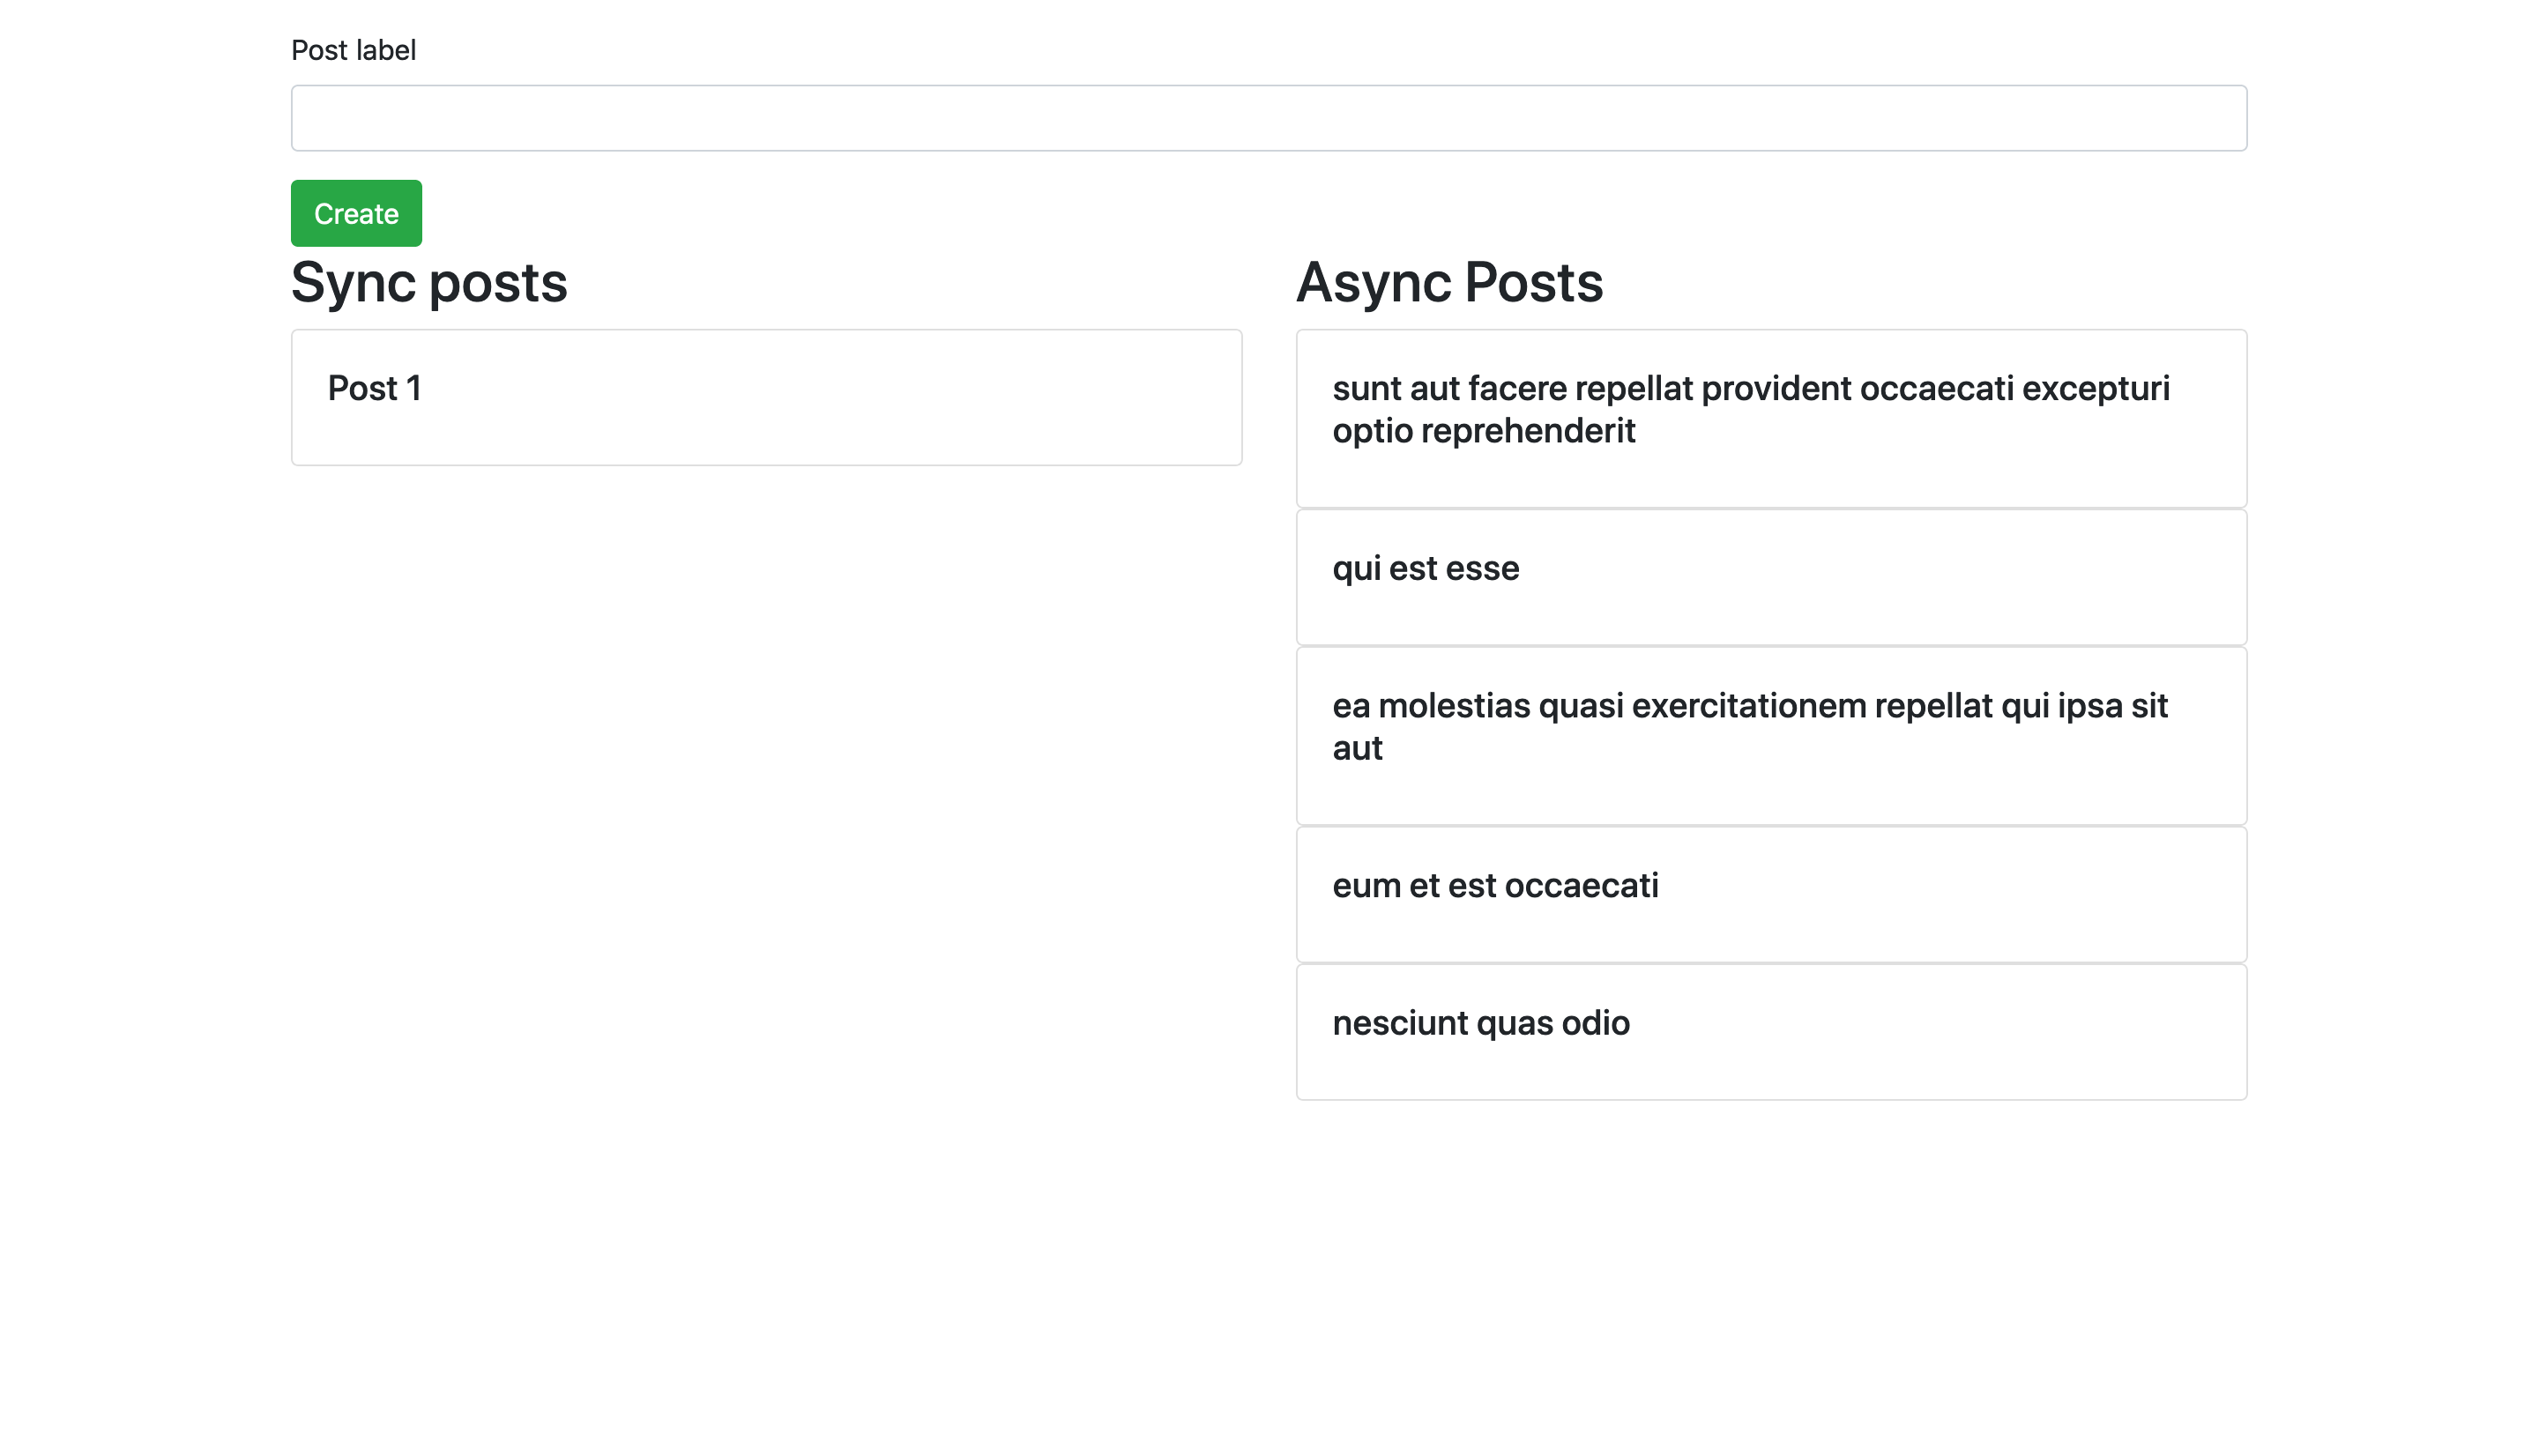 Post label
Create
Sync posts
Post 1
Async Posts
sunt aut facere repellat provident occaecati excepturi
optio reprehenderit
qui est esse
ea molestias quasi exercitationem repellat qui ipsa sit
aut
eum et est occaecati
nesciunt quas odio